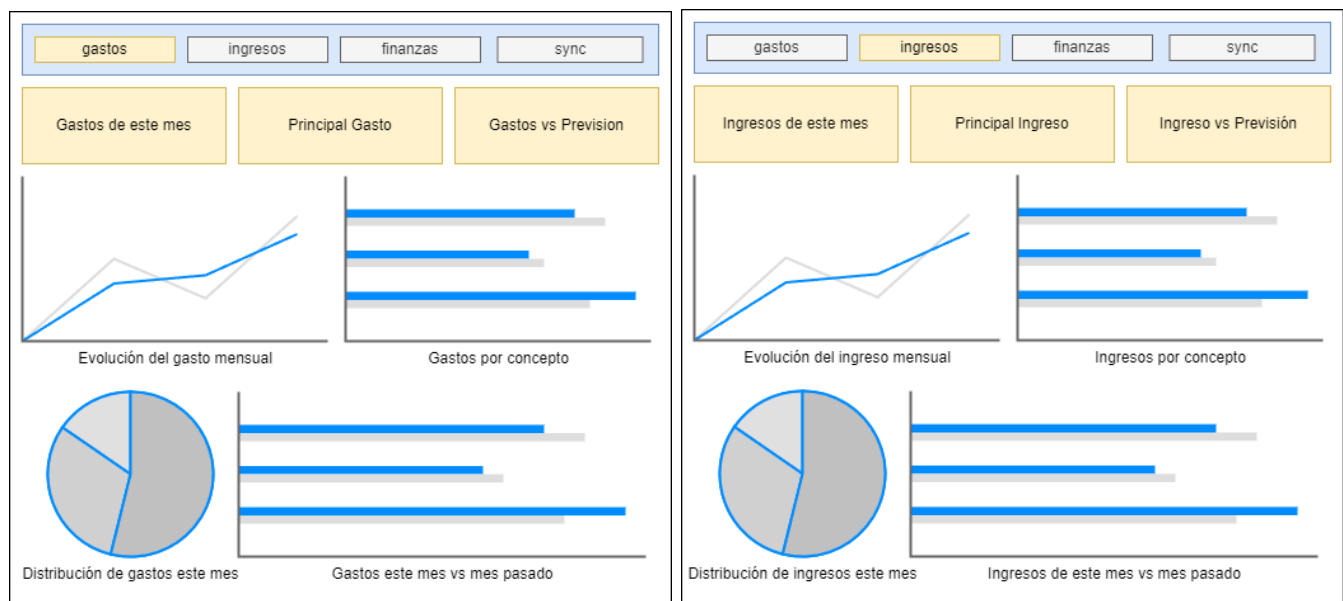 gastos
ingresos
finanzas
sync
Gastos de este mes
Principal Gasto
Gastos vs Prevision
Evolución del gasto mensual
Gastos por concepto
Distribución de gastos este mes
Gastos este mes vs mes pasado
gastos
ingresos
finanzas
sync
Ingresos de este mes
Principal Ingreso
Ingreso vs Previsión
Evolución del ingreso mensual
Ingresos por concepto
Distribución de ingresos este mes
Ingresos de este mes vs mes pasado